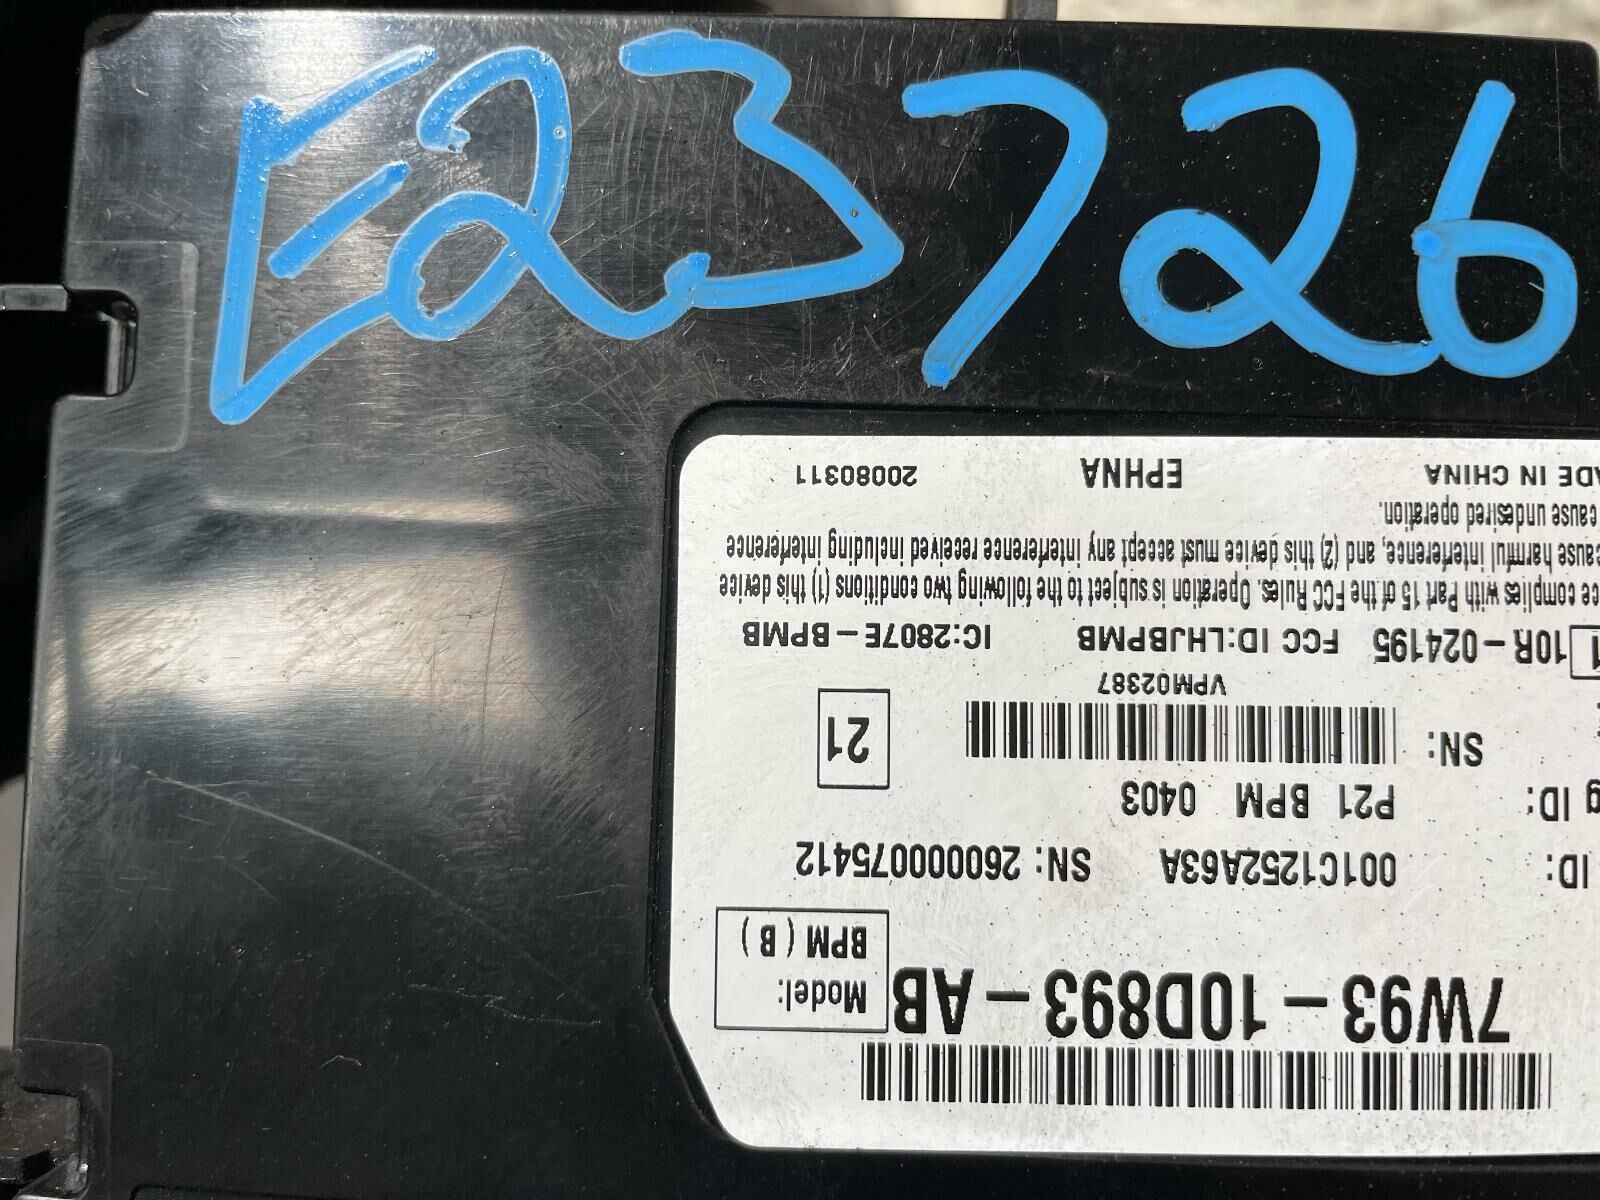 E23726
7W93-10D893-AB
Model:
BPM ( B )
ID:
001C1252A63A
SN: 26000075412
g ID:
P21 BPM 0403
21
SN:
VPM02387
10R-024195
FCC ID:LHJBPMB
IC:2807E-BPMB
complies with Part 15 of the FCC Rules. Operation is subject to the following two conditions (1) this device
cause harmful interference, and (2) this device must accept any interference received including interference
cause undesired operation.
ADE IN CHINA
EPHNA
20080311